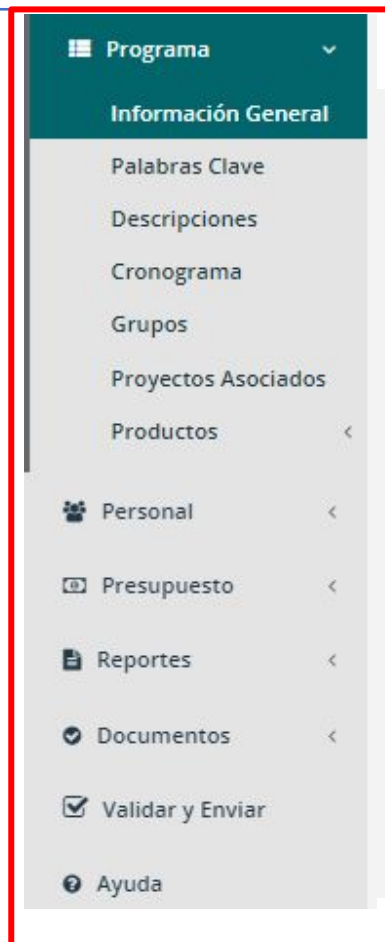 Programa
Información General
Palabras Clave
Descripciones
Cronograma
Grupos
Proyectos Asociados
Productos
Personal
Presupuesto
Reportes
Documentos
Validar y Enviar
Ayuda